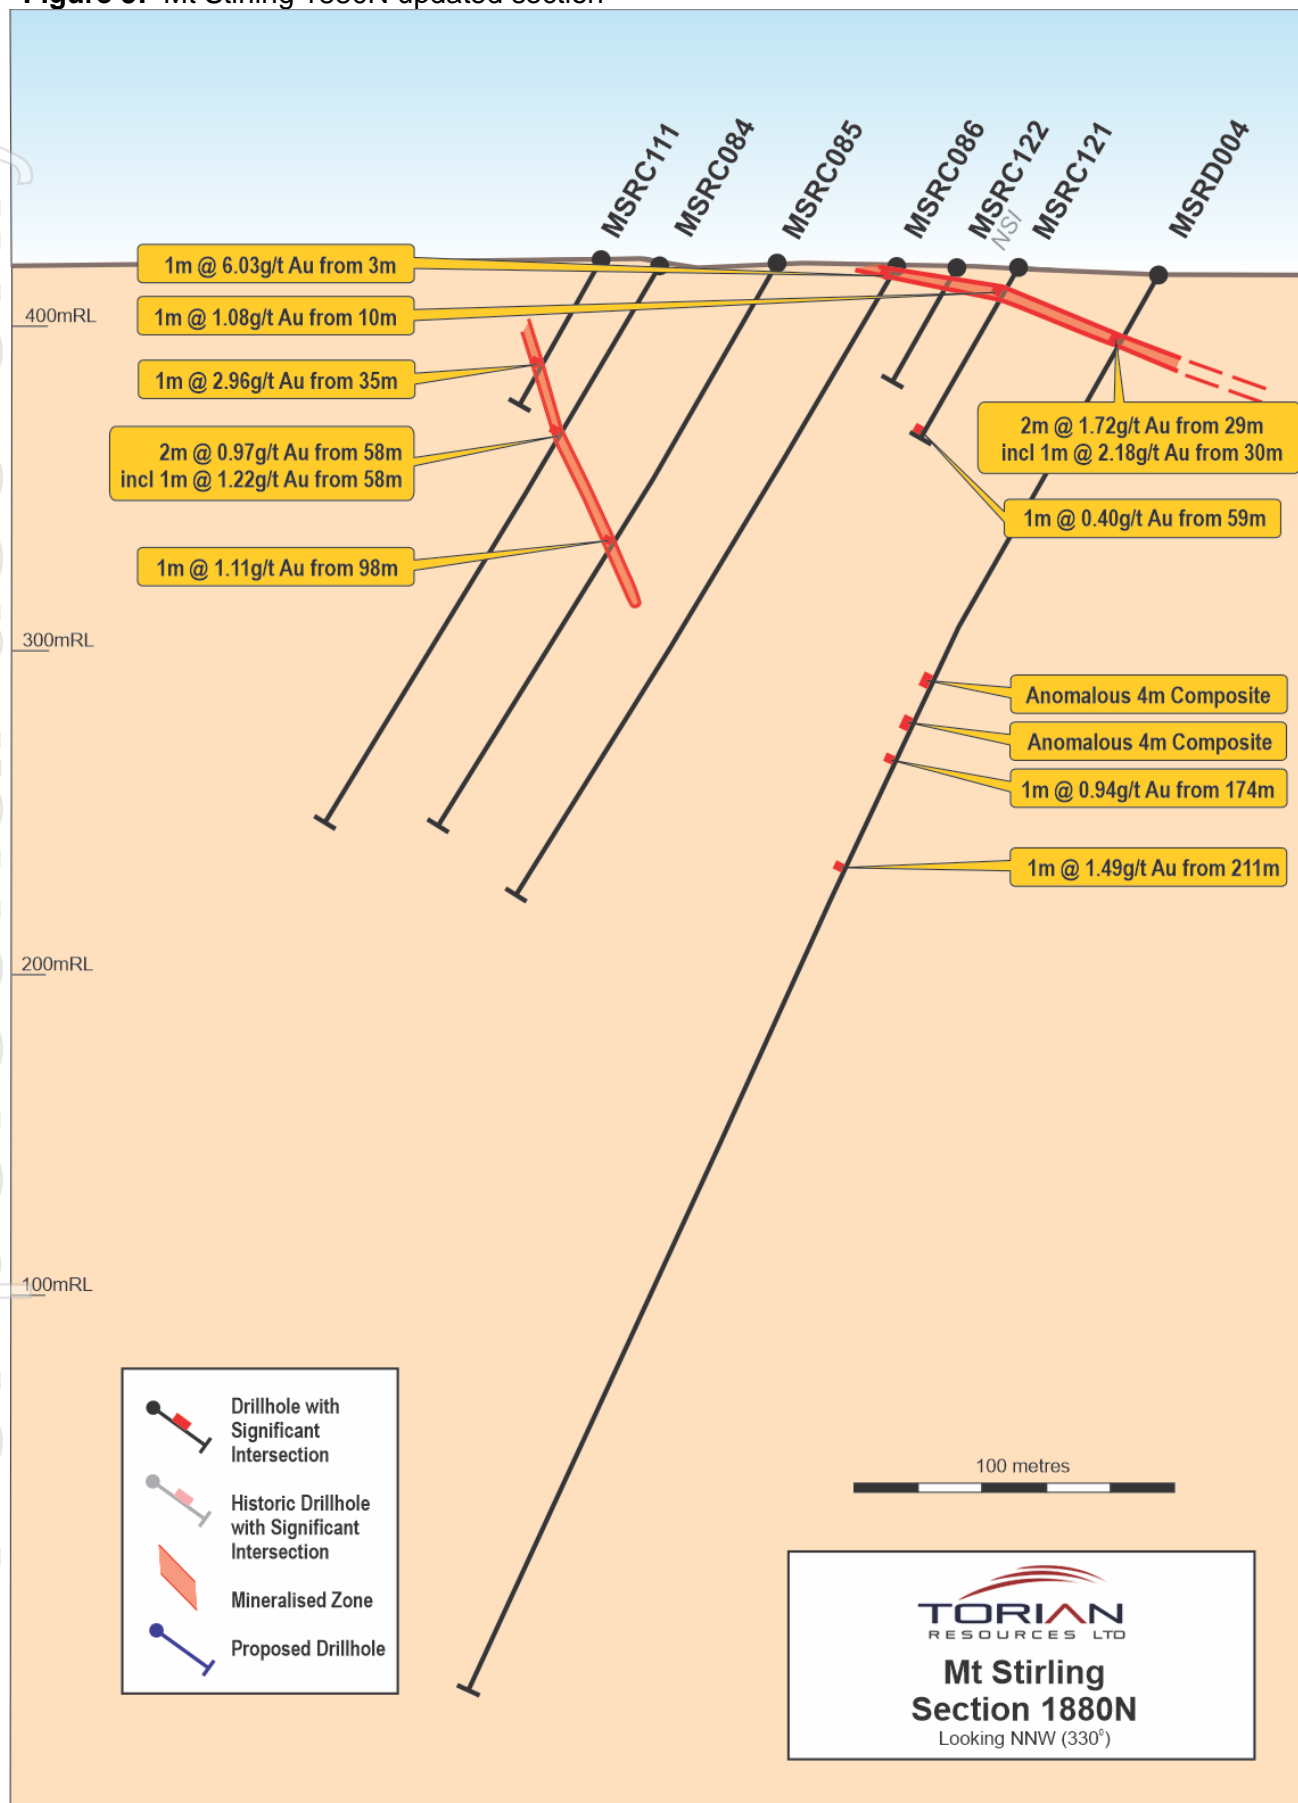 MSRC111
MSRC084
MSRC085
MSRC086
MSRC122
NSI
MSRC121
MSRD004
1m @ 6.03g/t Au from 3m
1m @ 1.08g/t Au from 10m
400mRL
1m @ 2.96g/t Au from 35m
2m @ 0.97g/t Au from 58m
incl 1m @ 1.22g/t Au from 58m
2m @ 1.72g/t Au from 29m
incl 1m @ 2.18g/t Au from 30m
1m @ 0.40g/t Au from 59m
1m @ 1.11g/t Au from 98m
300mRL
Anomalous 4m Composite
Anomalous 4m Composite
1m @ 0.94g/t Au from 174m
1m @ 1.49g/t Au from 211m
200mRL
100mRL
Drillhole with
Significant
Intersection
Historic Drillhole
with Significant
Intersection
Mineralised Zone
Proposed Drillhole
100 metres
TORIAN
RESOURCES LTD
Mt Stirling
Section 1880N
Looking NNW (330⁰)